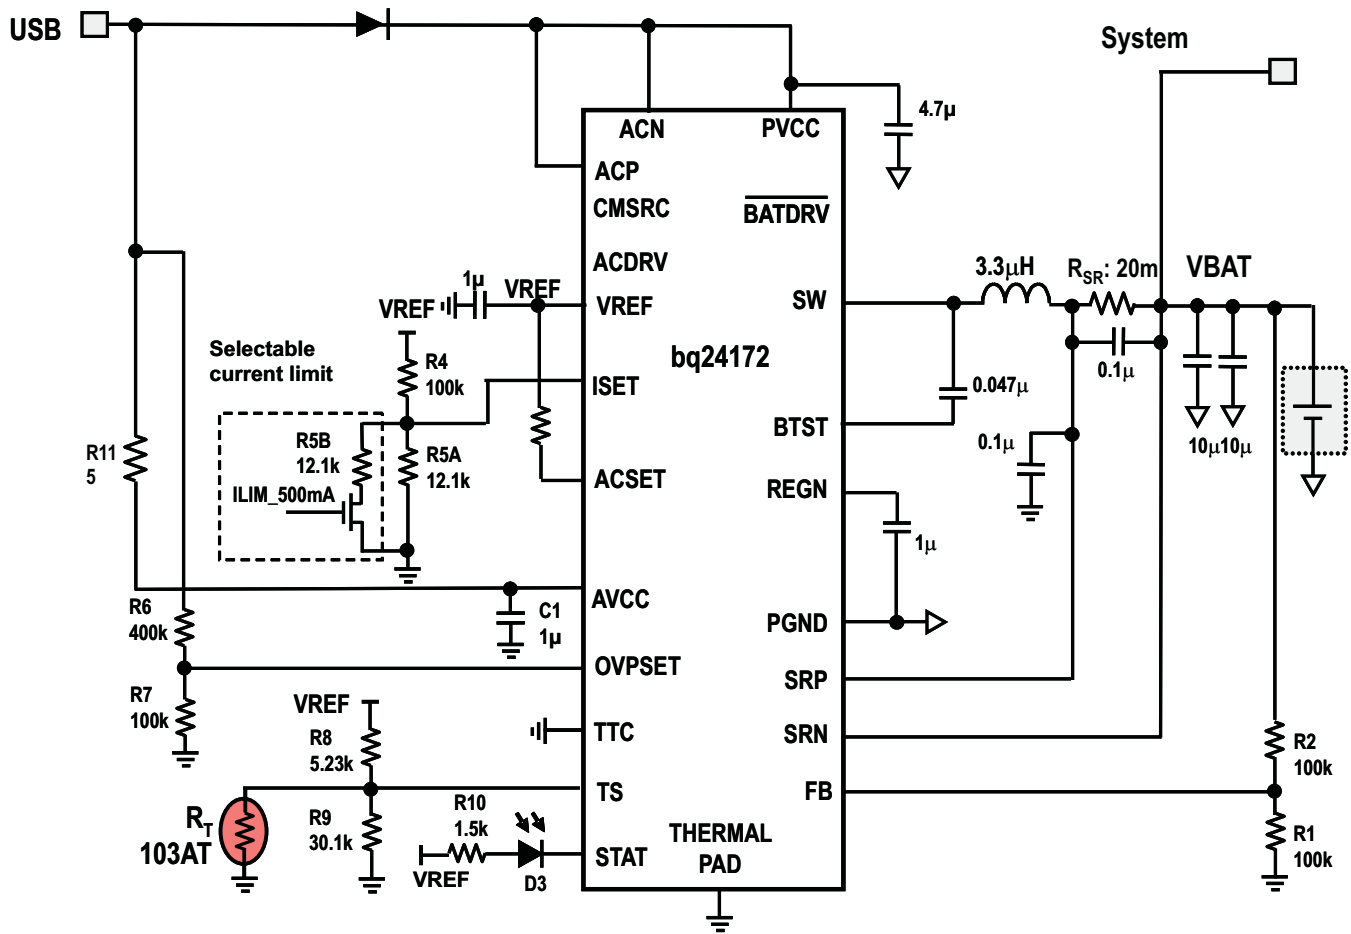 USB
System
4.7µ
ACN
PVCC
ACP
CMSRC
BATDRV
ACDRV
1µ
VREF
VREF
VREF
3.3µH
RSR: 20m
VBAT
SW
Selectable
current limit
R4
100k
bq24172
ISET
0.1µ
0.047µ
R5B
12.1k
R5A
12.1k
BTST
0.1µ
10µ10µ
R11
5
ILIM_500mA
ACSET
REGN
1µ
R6
400k
AVCC
C1
1µ
PGND
OVPSET
SRP
R7
100k
VREF
R8
5.23k
TTC
SRN
R2
100k
TS
FB
RT
103AT
R9
30.1k
R10
1.5k
THERMAL
PAD
R1
100k
STAT
VREF
D3